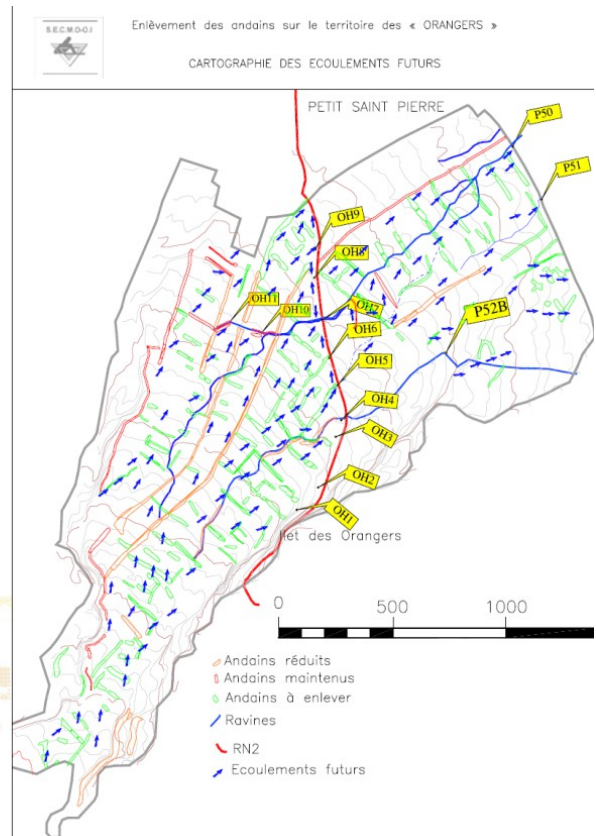 S.E.C.M.O-O.I
Enlèvement des andains sur le territoire des « ORANGERS »
CARTOGRAPHIE DES ECOULEMENTS FUTURS
PETIT SAINT PIERRE
P50
P51
OH9
OH8
OH11
OH10
OH7
P52B
OH6
OH5
OH4
OH3
OH2
OH1
Ilet des Orangers
0 500 1000
Andains réduits
Andains maintenus
Andains à enlever
Ravines
RN2
Ecoulements futurs